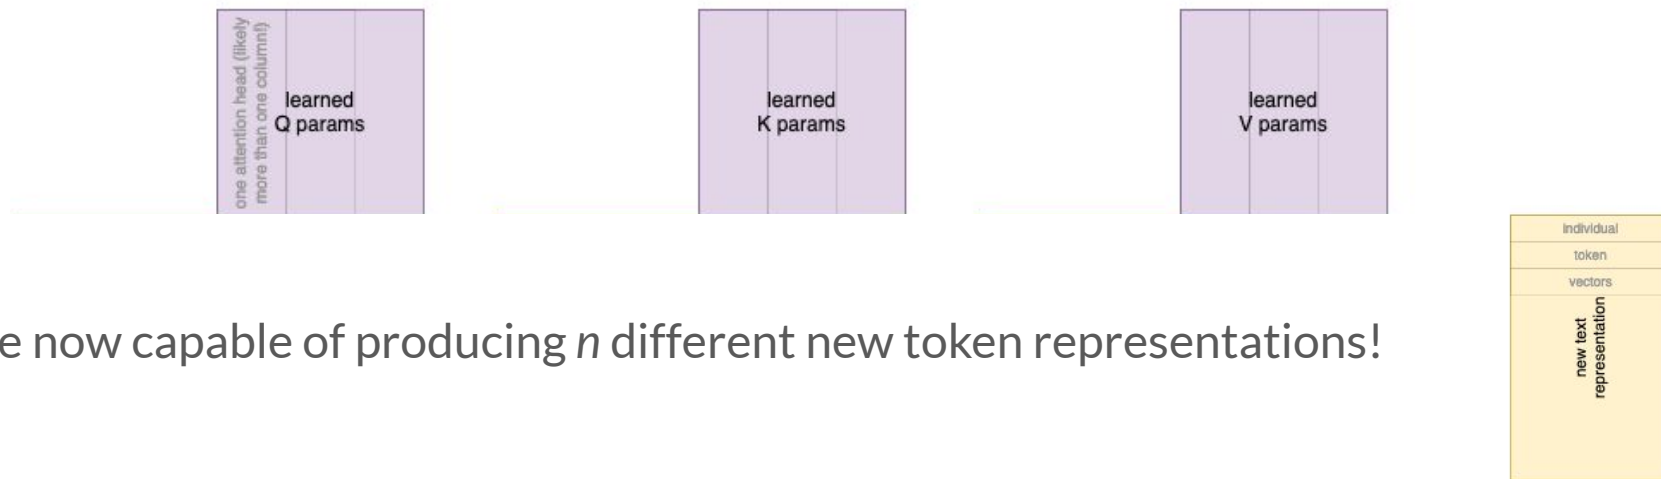 one attention head (likely
more than one column!)
learned
Q params
learned
K params
learned
V params
individual
token
vectors
new text
representation
e now capable of producing n different new token representations!